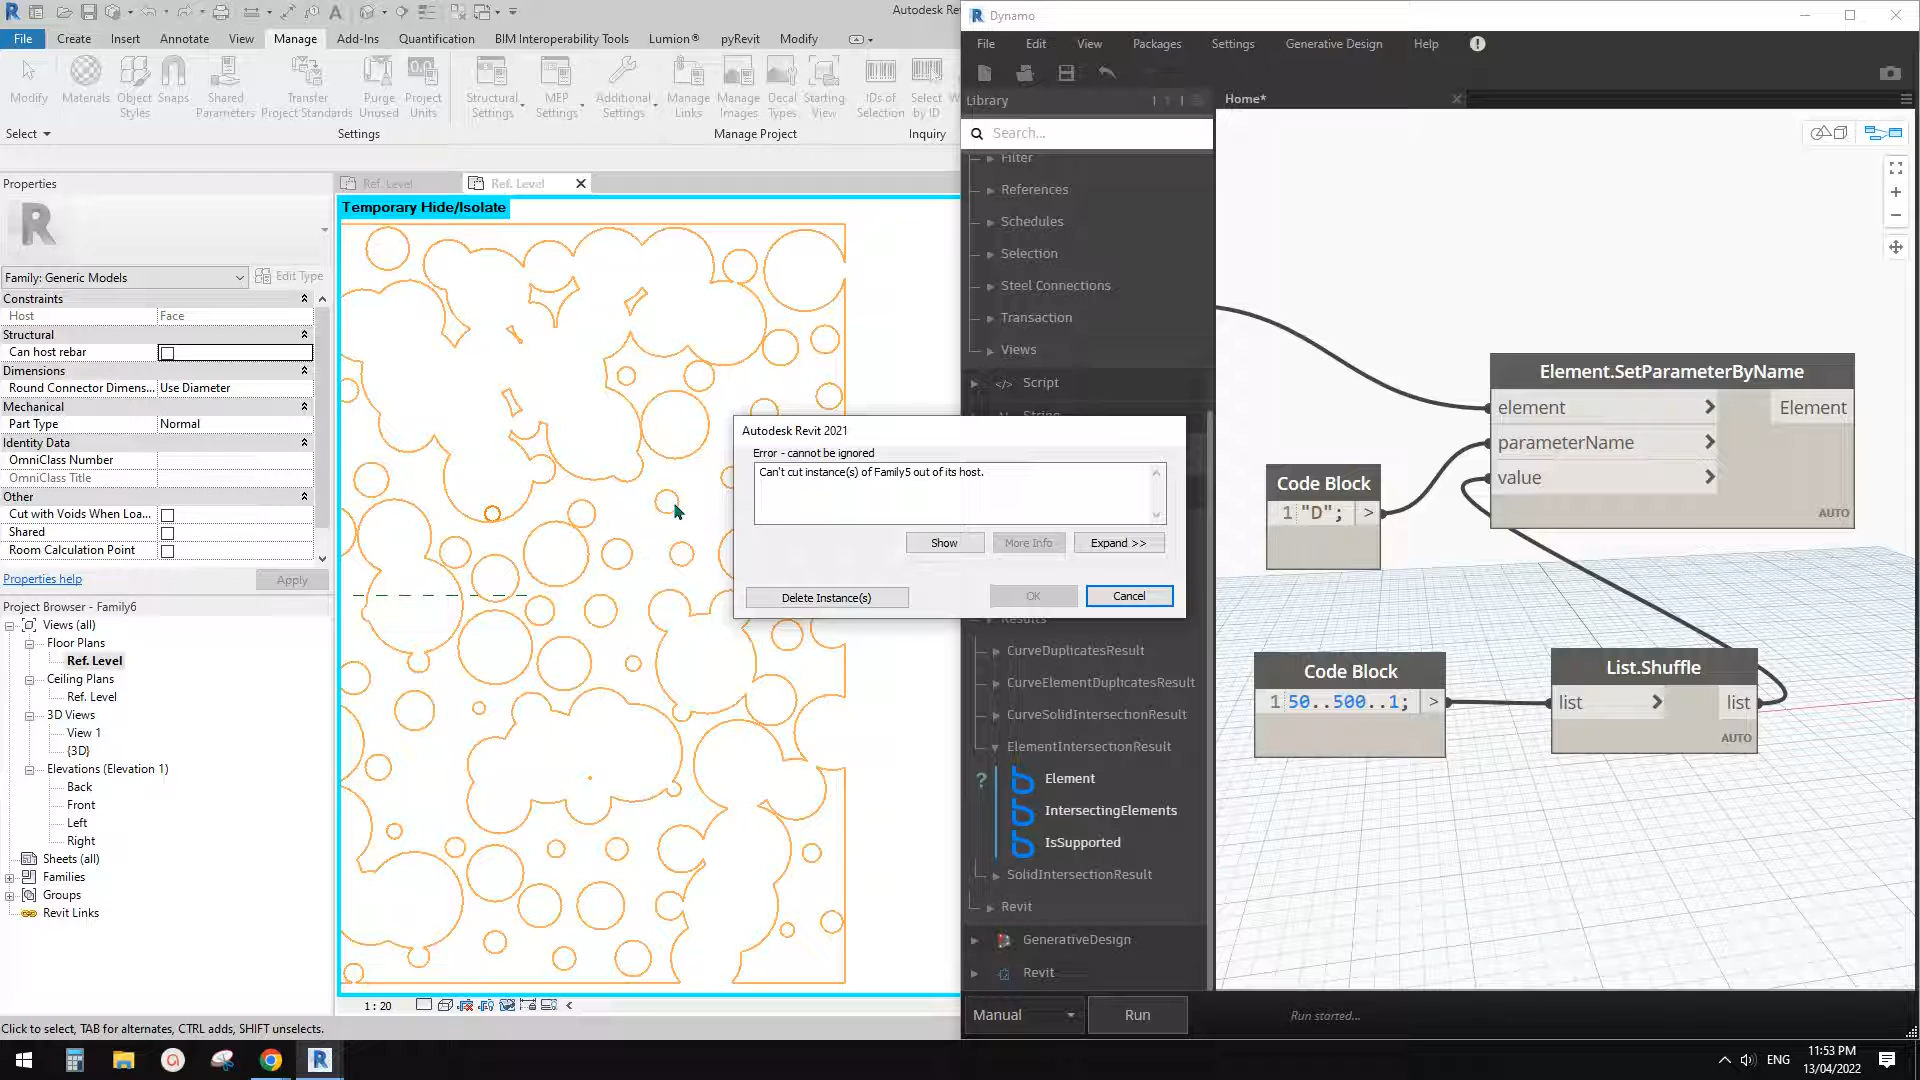 Autodesk Re
File
Create
Insert
Annotate
View
Manage
Add-Ins
Quantification
BIM Interoperability Tools
Lumion®
pyRevit
Modify
Modify
Materials
Object Styles
Snaps
Shared Parameters
Transfer Project Standards
Purge Unused
Project Units
Structural Settings
MEP Settings
Additional Settings
Manage Links
Manage Images
Decal Types
Starting View
IDs of Selection
Select by ID
Select
Settings
Manage Project
Inquiry
Properties
Ref. Level
Ref. Level
Temporary Hide/Isolate
Family: Generic Models
Edit Type
Constraints
Host Face
Structural
Can host rebar
Dimensions
Round Connector Dimens... Use Diameter
Mechanical
Part Type Normal
Identity Data
OmniClass Number
OmniClass Title
Other
Cut with Voids When Loa...
Shared
Room Calculation Point
Properties help
Apply
Project Browser - Family6
Views (all)
Floor Plans
Ref. Level
Ceiling Plans
Ref. Level
3D Views
View 1
{3D}
Elevations (Elevation 1)
Back
Front
Left
Right
Sheets (all)
Families
Groups
Revit Links
1 : 20
Click to select, TAB for alternates, CTRL adds, SHIFT unselects.
Autodesk Revit 2021
Error - cannot be ignored
Can't cut instance(s) of Family5 out of its host.
Show
More Info
Expand >>
Delete Instance(s)
OK
Cancel
Dynamo
File
Edit
View
Packages
Settings
Generative Design
Help
Library
Home*
Search...
Filter
References
Schedules
Selection
Steel Connections
Transaction
Views
Script
String
Results
CurveDuplicatesResult
CurveElementDuplicatesResult
CurveSolidIntersectionResult
ElementIntersectionResult
Element
IntersectingElements
IsSupported
SolidIntersectionResult
Revit
GenerativeDesign
Revit
Element.SetParameterByName
element > Element
parameterName >
value >
AUTO
Code Block
1 "D"; >
Code Block
1 50..500..1; >
List.Shuffle
list > list
AUTO
Manual
Run
Run started...
ENG
11:53 PM
13/04/2022